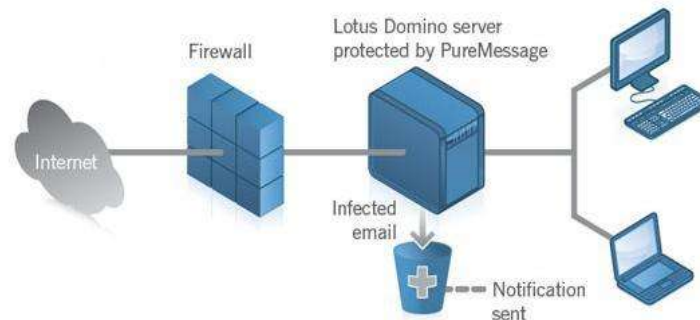 Lotus Domino server
protected by PureMessage
Firewall
Internet
Infected
email
Notification
sent